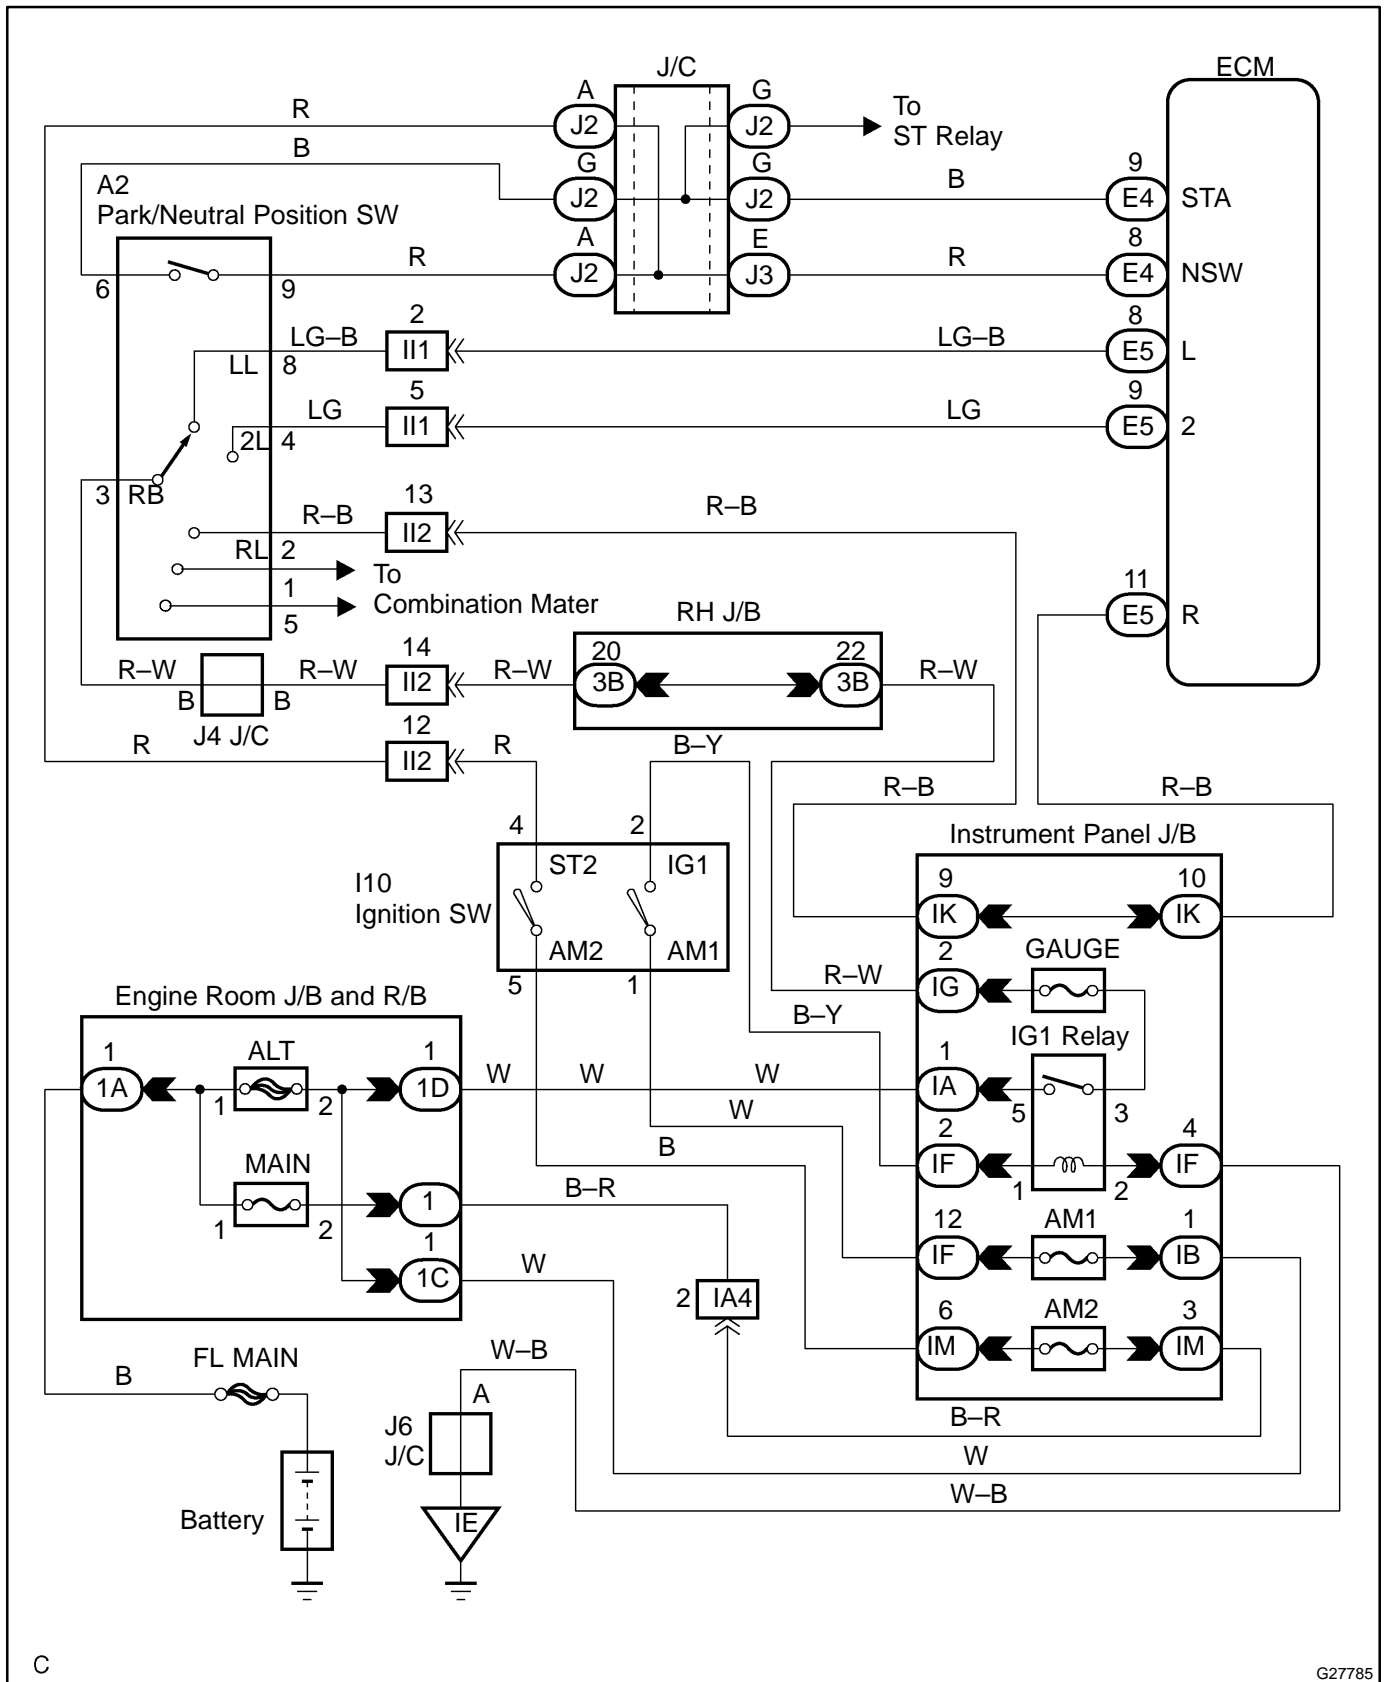 J/C
ECM
A
G
R
J2
J2
To
ST Relay
B
G
G
9
A2
J2
J2
B
E4
STA
Park/Neutral Position SW
A
E
8
R
J2
J3
R
E4
NSW
6
9
2
8
LG–B
II1
LG–B
E5
L
LL
8
5
9
LG
II1
LG
E5
2
2L
4
3
RB
13
R–B
II2
R–B
RL
2
To
Combination Mater
1
5
11
E5
R
RH J/B
14
20
22
R–W
R–W
II2
R–W
3B
3B
R–W
B
B
J4 J/C
12
R
II2
R
B–Y
R–B
R–B
4
2
Instrument Panel J/B
ST2
IG1
I10
Ignition SW
9
10
IK
IK
AM2
AM1
2
GAUGE
5
1
R–W
IG
Engine Room J/B and R/B
B–Y
IG1 Relay
1
ALT
1
1
1A
1D
W
W
W
IA
1
2
5
3
W
2
4
MAIN
B
IF
IF
1
B–R
1
2
1
2
12
AM1
1
1
1C
W
IF
IB
2
IA4
6
AM2
3
IM
IM
FL MAIN
W–B
B
A
J6
J/C
B–R
W
W–B
Battery
IE
C
G27785